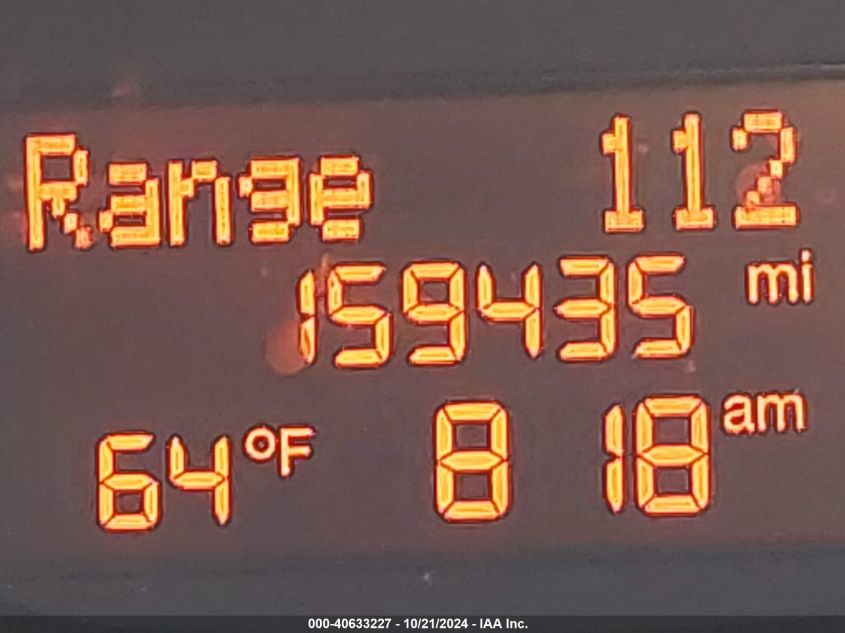 Range 112
159435 mi
64 °F 8 18 am
000-40633227 - 10/21/2024 - IAA Inc.